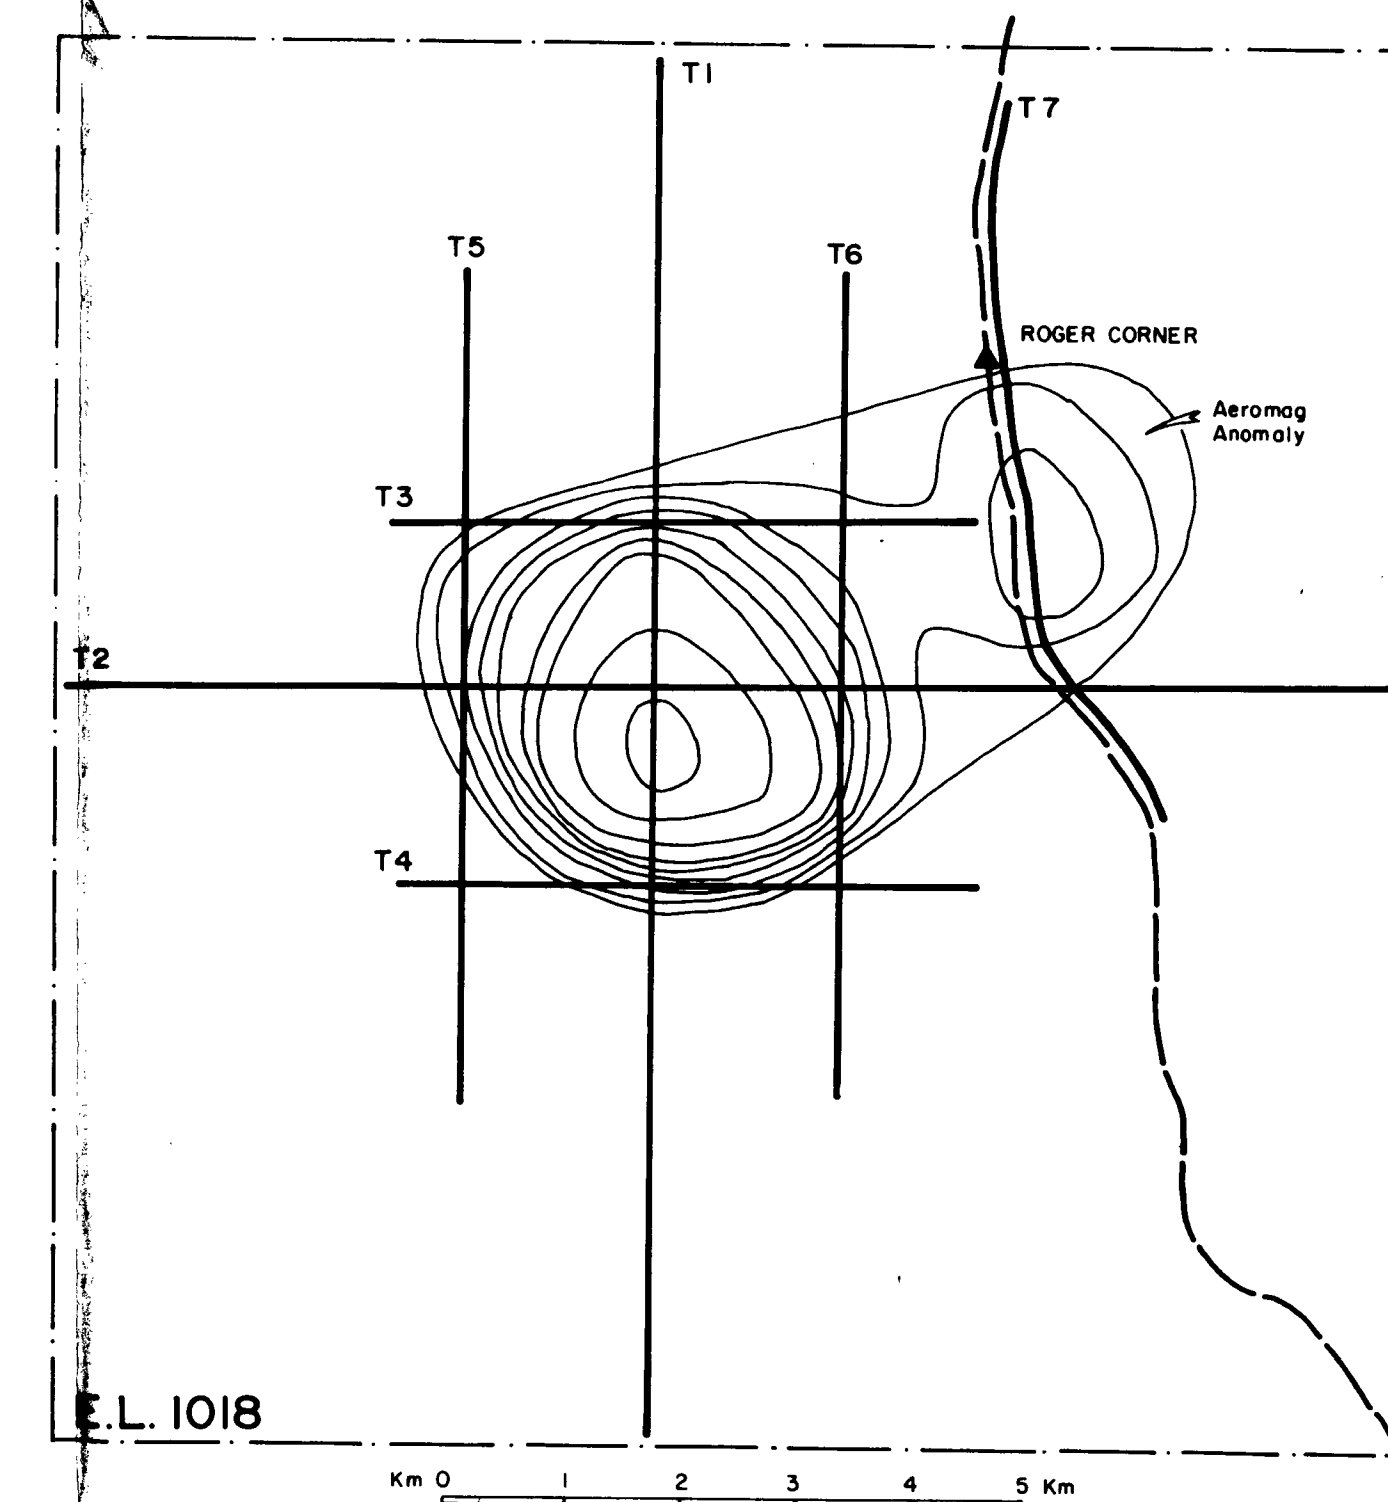 T1
T7
T5
T6
ROGER CORNER
Aeromag
Anomaly
T3
T2
T4
E.L. 1018
Km 0 1 2 3 4 5 Km